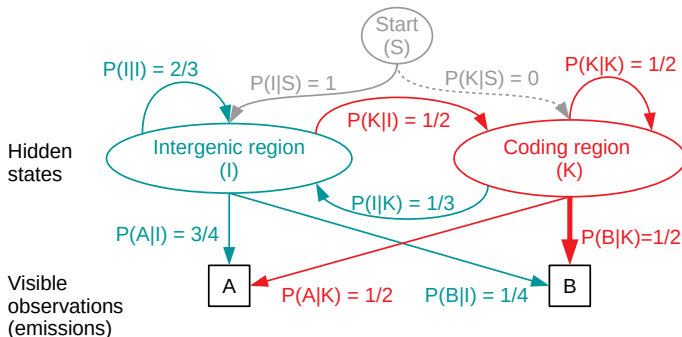 Start
(S)
P(I|I) = 2/3
P(I|S) = 1
P(K|S) = 0
P(K|K) = 1/2
P(K|I) = 1/2
Hidden
states
Intergenic region
(I)
Coding region
(K)
P(I|K) = 1/3
P(A|I) = 3/4
P(B|K)=1/2
Visible
observations
(emissions)
A
P(A|K) = 1/2
P(B|I) = 1/4
B